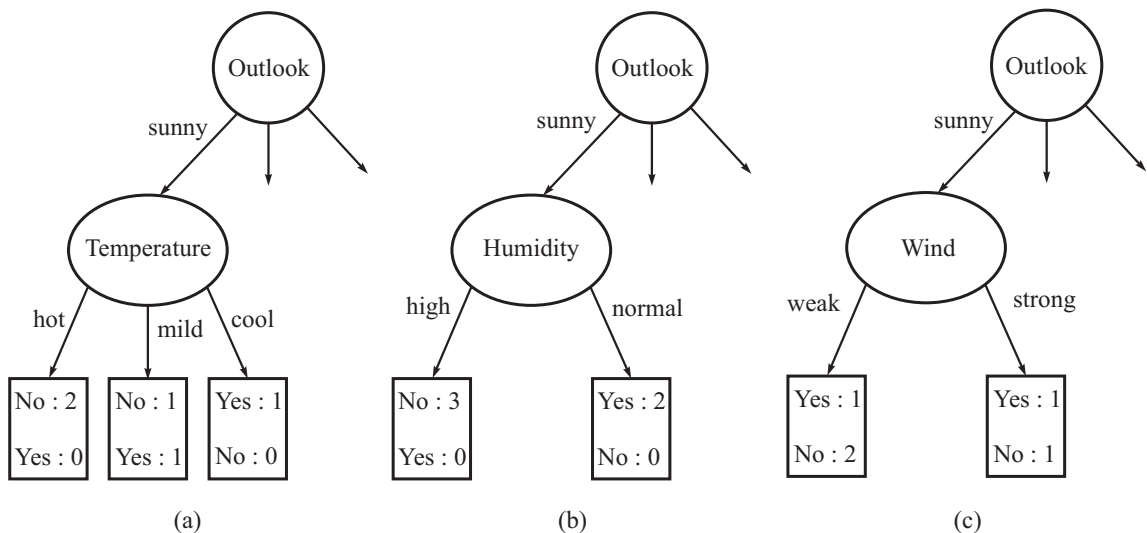 Outlook
sunny
Temperature
hot
mild
cool
No : 2
Yes : 0
No : 1
Yes : 1
Yes : 1
No : 0
(a)
Outlook
sunny
Humidity
high
normal
No : 3
Yes : 0
Yes : 2
No : 0
(b)
Outlook
sunny
Wind
weak
strong
Yes : 1
No : 2
Yes : 1
No : 1
(c)